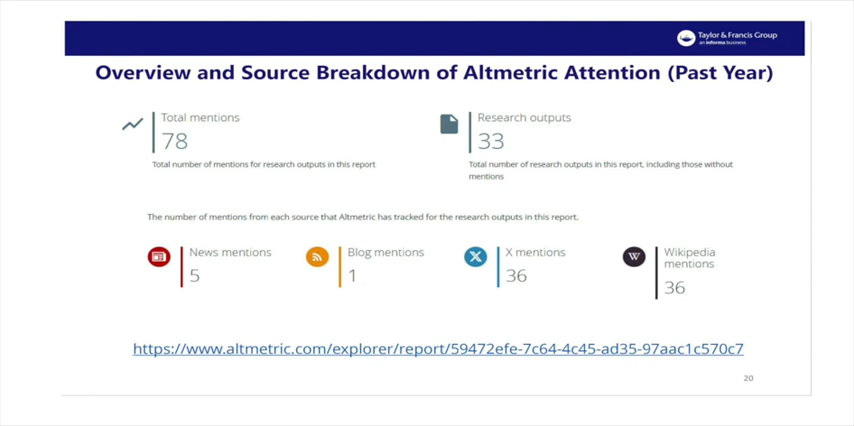 Taylor & Francis Group
an informa business
Overview and Source Breakdown of Altmetric Attention (Past Year)
Total mentions
78
Total number of mentions for research outputs in this report
Research outputs
33
Total number of research outputs in this report, including those without
mentions
The number of mentions from each source that Altmetric has tracked for the research outputs in this report.
News mentions
5
Blog mentions
1
X
X mentions
36
W
Wikipedia
mentions
36
https://www.altmetric.com/explorer/report/59472efe-7c64-4c45-ad35-97aac1c570c7
20